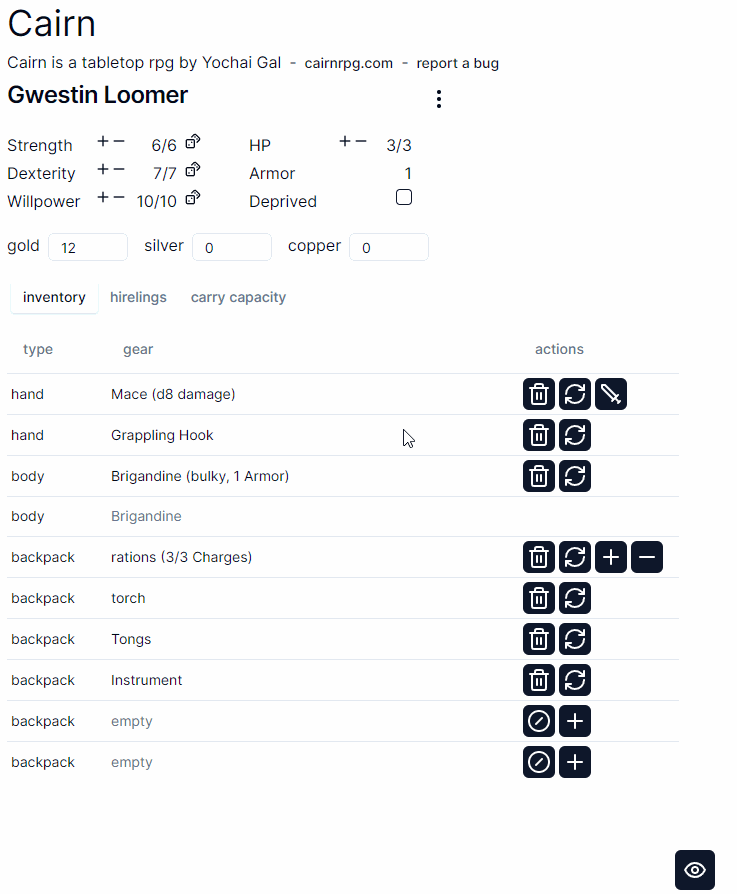 Cairn
Cairn is a tabletop rpg by Yochai Gal - cairnrpg.com - report a bug
Gwestin Loomer
Strength + − 6/6 HP + − 3/3
Dexterity + − 7/7 Armor 1
Willpower + − 10/10 Deprived
gold 12 silver 0 copper 0
inventory hirelings carry capacity
type gear actions
hand Mace (d8 damage)
hand Grappling Hook
body Brigandine (bulky, 1 Armor)
body Brigandine
backpack rations (3/3 Charges) + −
backpack torch
backpack Tongs
backpack Instrument
backpack empty +
backpack empty +